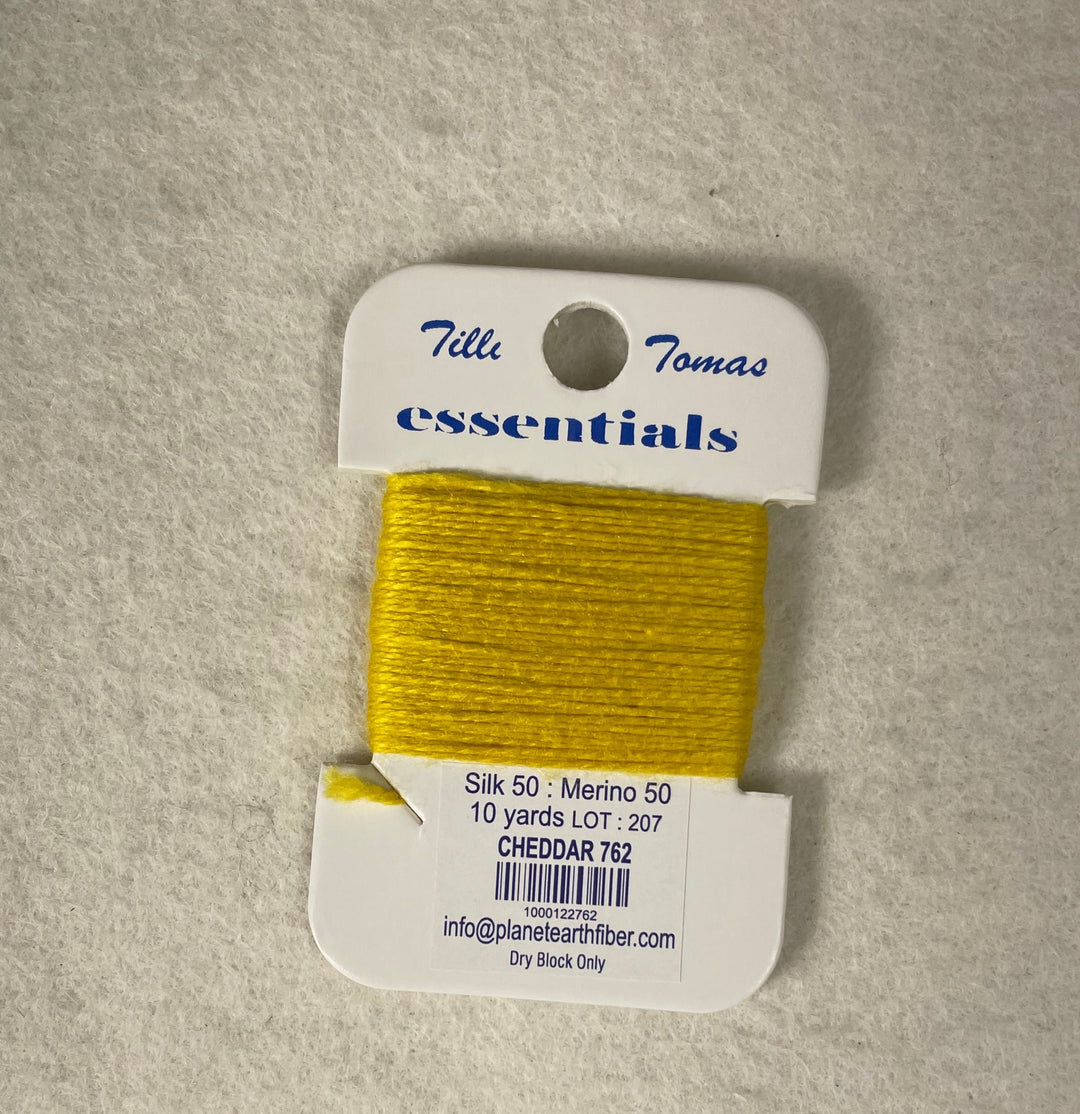 Tilli Tomas
essentials
Silk 50 : Merino 50
10 yards LOT : 207
CHEDDAR 762
1000122762
info@planetearthfiber.com
Dry Block Only